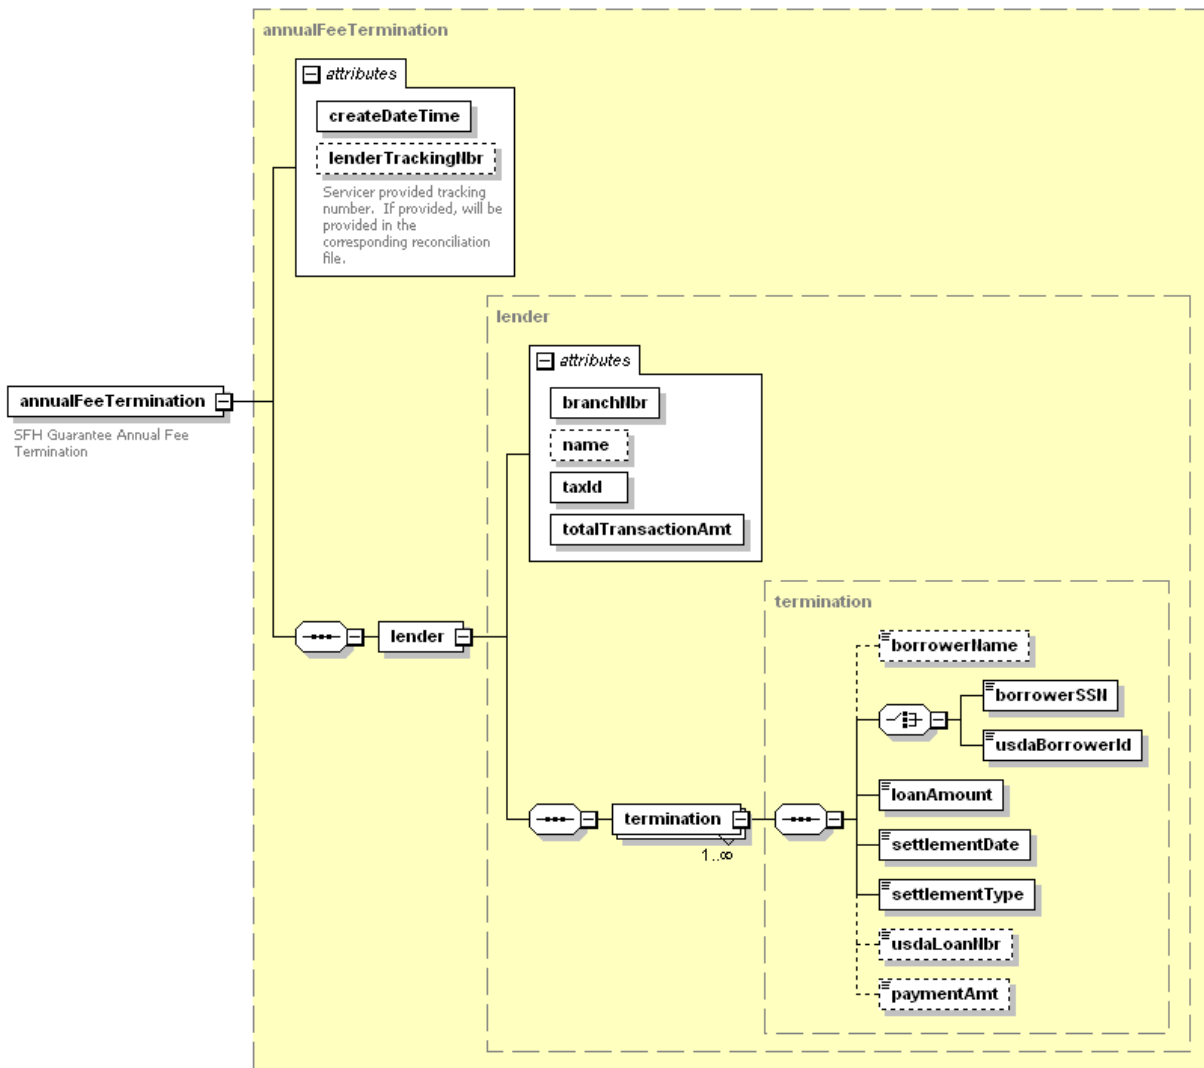 annualFeeTermination
attributes
createDateTime
lenderTrackingNbr
Servicer provided tracking
number.  If provided, will be
provided in the
corresponding reconciliation
file.
lender
attributes
branchNbr
name
taxId
totalTransactionAmt
annualFeeTermination
SFH Guarantee Annual Fee
Termination
termination
lender
borrowerName
borrowerSSN
usdaBorrowerId
loanAmount
termination
1..∞
settlementDate
settlementType
usdaLoanNbr
paymentAmt